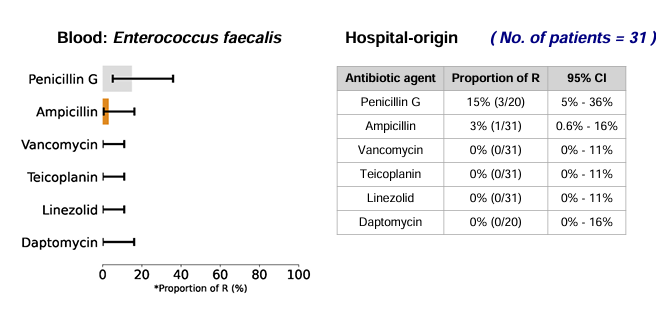 Blood: Enterococcus faecalis
Hospital-origin
( No. of patients = 31 )
Penicillin G
Ampicillin
Vancomycin
Teicoplanin
Linezolid
Daptomycin
0 20 40 60 80 100
*Proportion of R (%)
Antibiotic agent Proportion of R 95% CI
Penicillin G 15% (3/20) 5% - 36%
Ampicillin 3% (1/31) 0.6% - 16%
Vancomycin 0% (0/31) 0% - 11%
Teicoplanin 0% (0/31) 0% - 11%
Linezolid 0% (0/31) 0% - 11%
Daptomycin 0% (0/20) 0% - 16%